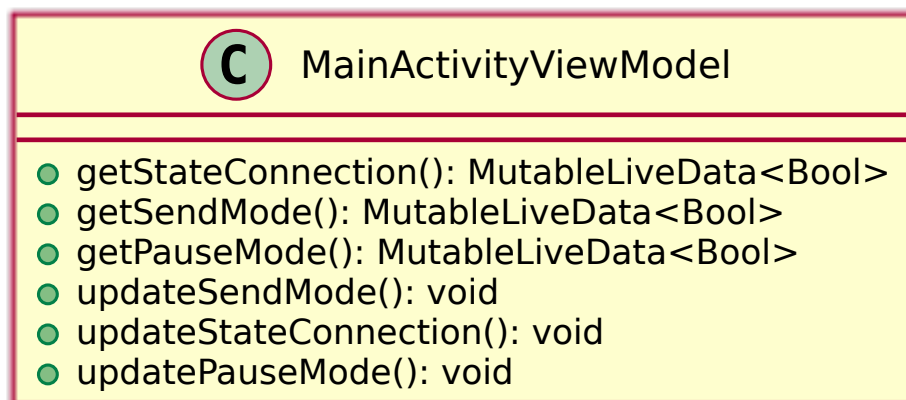 C MainActivityViewModel
getStateConnection(): MutableLiveData<Bool>
getSendMode(): MutableLiveData<Bool>
getPauseMode(): MutableLiveData<Bool>
updateSendMode(): void
updateStateConnection(): void
updatePauseMode(): void